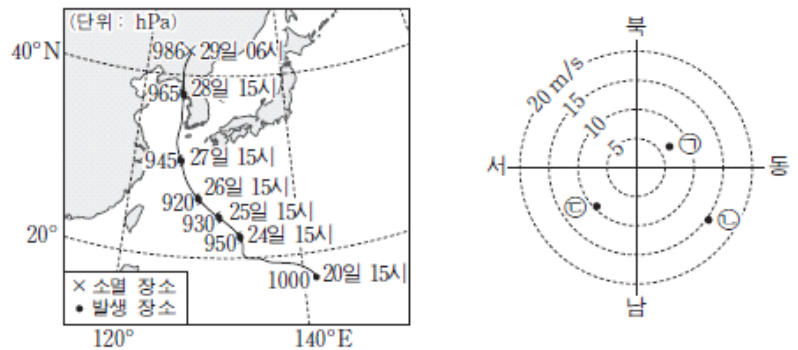 (단위 : hPa)
40°N
986×29일 06시
965 28일 15시
945 27일 15시
920 26일 15시
930 25일 15시
950 24일 15시
1000 20일 15시
20°
× 소멸 장소
● 발생 장소
120° 140°E
북
20 m/s
15
10
5
㉠
서 동
㉢
㉡
남